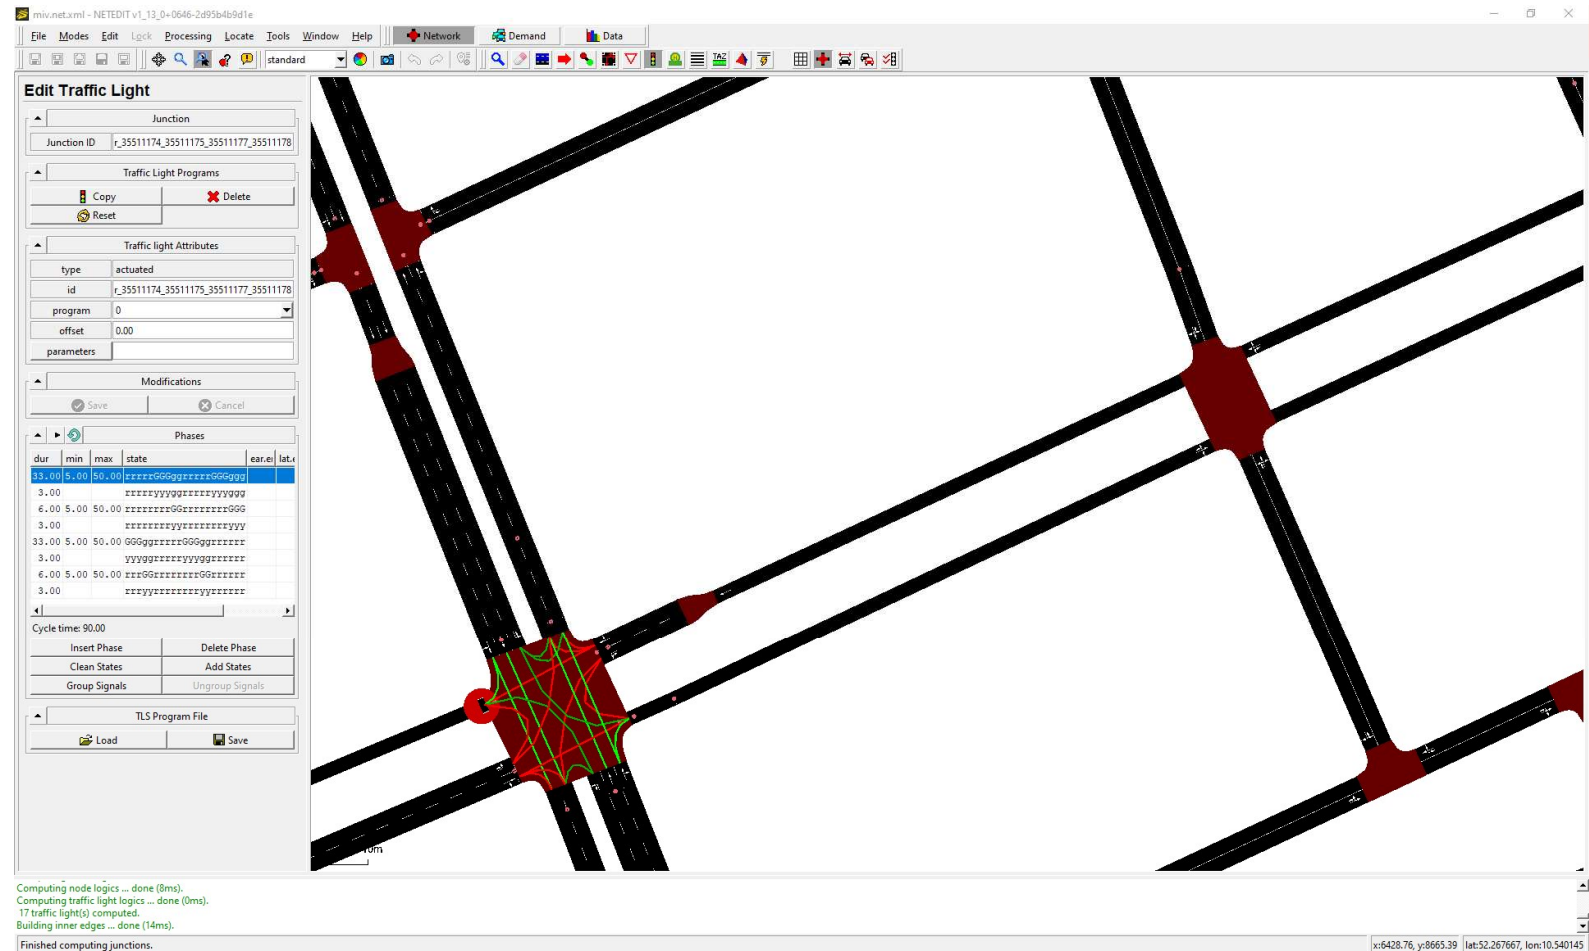 miv.net.xml - NETEDIT v1_13_0+0646-2d95b4b9d1e
File Modes Edit Lock Processing Locate Tools Window Help Network Demand Data
standard TAZ
Edit Traffic Light
Junction
Junction ID r_35511174_35511175_35511177_35511178
Traffic Light Programs
Copy Delete
Reset
Traffic light Attributes
type actuated
id r_35511174_35511175_35511177_35511178
program 0
offset 0.00
parameters
Modifications
Save Cancel
Phases
dur min max state ear.e lat.e
33.00 5.00 50.00 rrrrrGGGggrrrrrGGGggg
3.00 rrrrryyyggrrrrryyyggg
6.00 5.00 50.00 rrrrrrrrGGrrrrrrrrGGG
3.00 rrrrrrrryyrrrrrrrryyy
33.00 5.00 50.00 GGGggrrrrrGGGggrrrrrr
3.00 yyyggrrrrryyyggrrrrrr
6.00 5.00 50.00 rrrGGrrrrrrrrGGrrrrrr
3.00 rrryyrrrrrrrryyrrrrrr
Cycle time: 90.00
Insert Phase Delete Phase
Clean States Add States
Group Signals Ungroup Signals
TLS Program File
Load Save
Computing node logics ... done (8ms).
Computing traffic light logics ... done (0ms).
17 traffic light(s) computed.
Building inner edges ... done (14ms).
Finished computing junctions. x:6428.76, y:8665.39 lat:52.267667, lon:10.540145